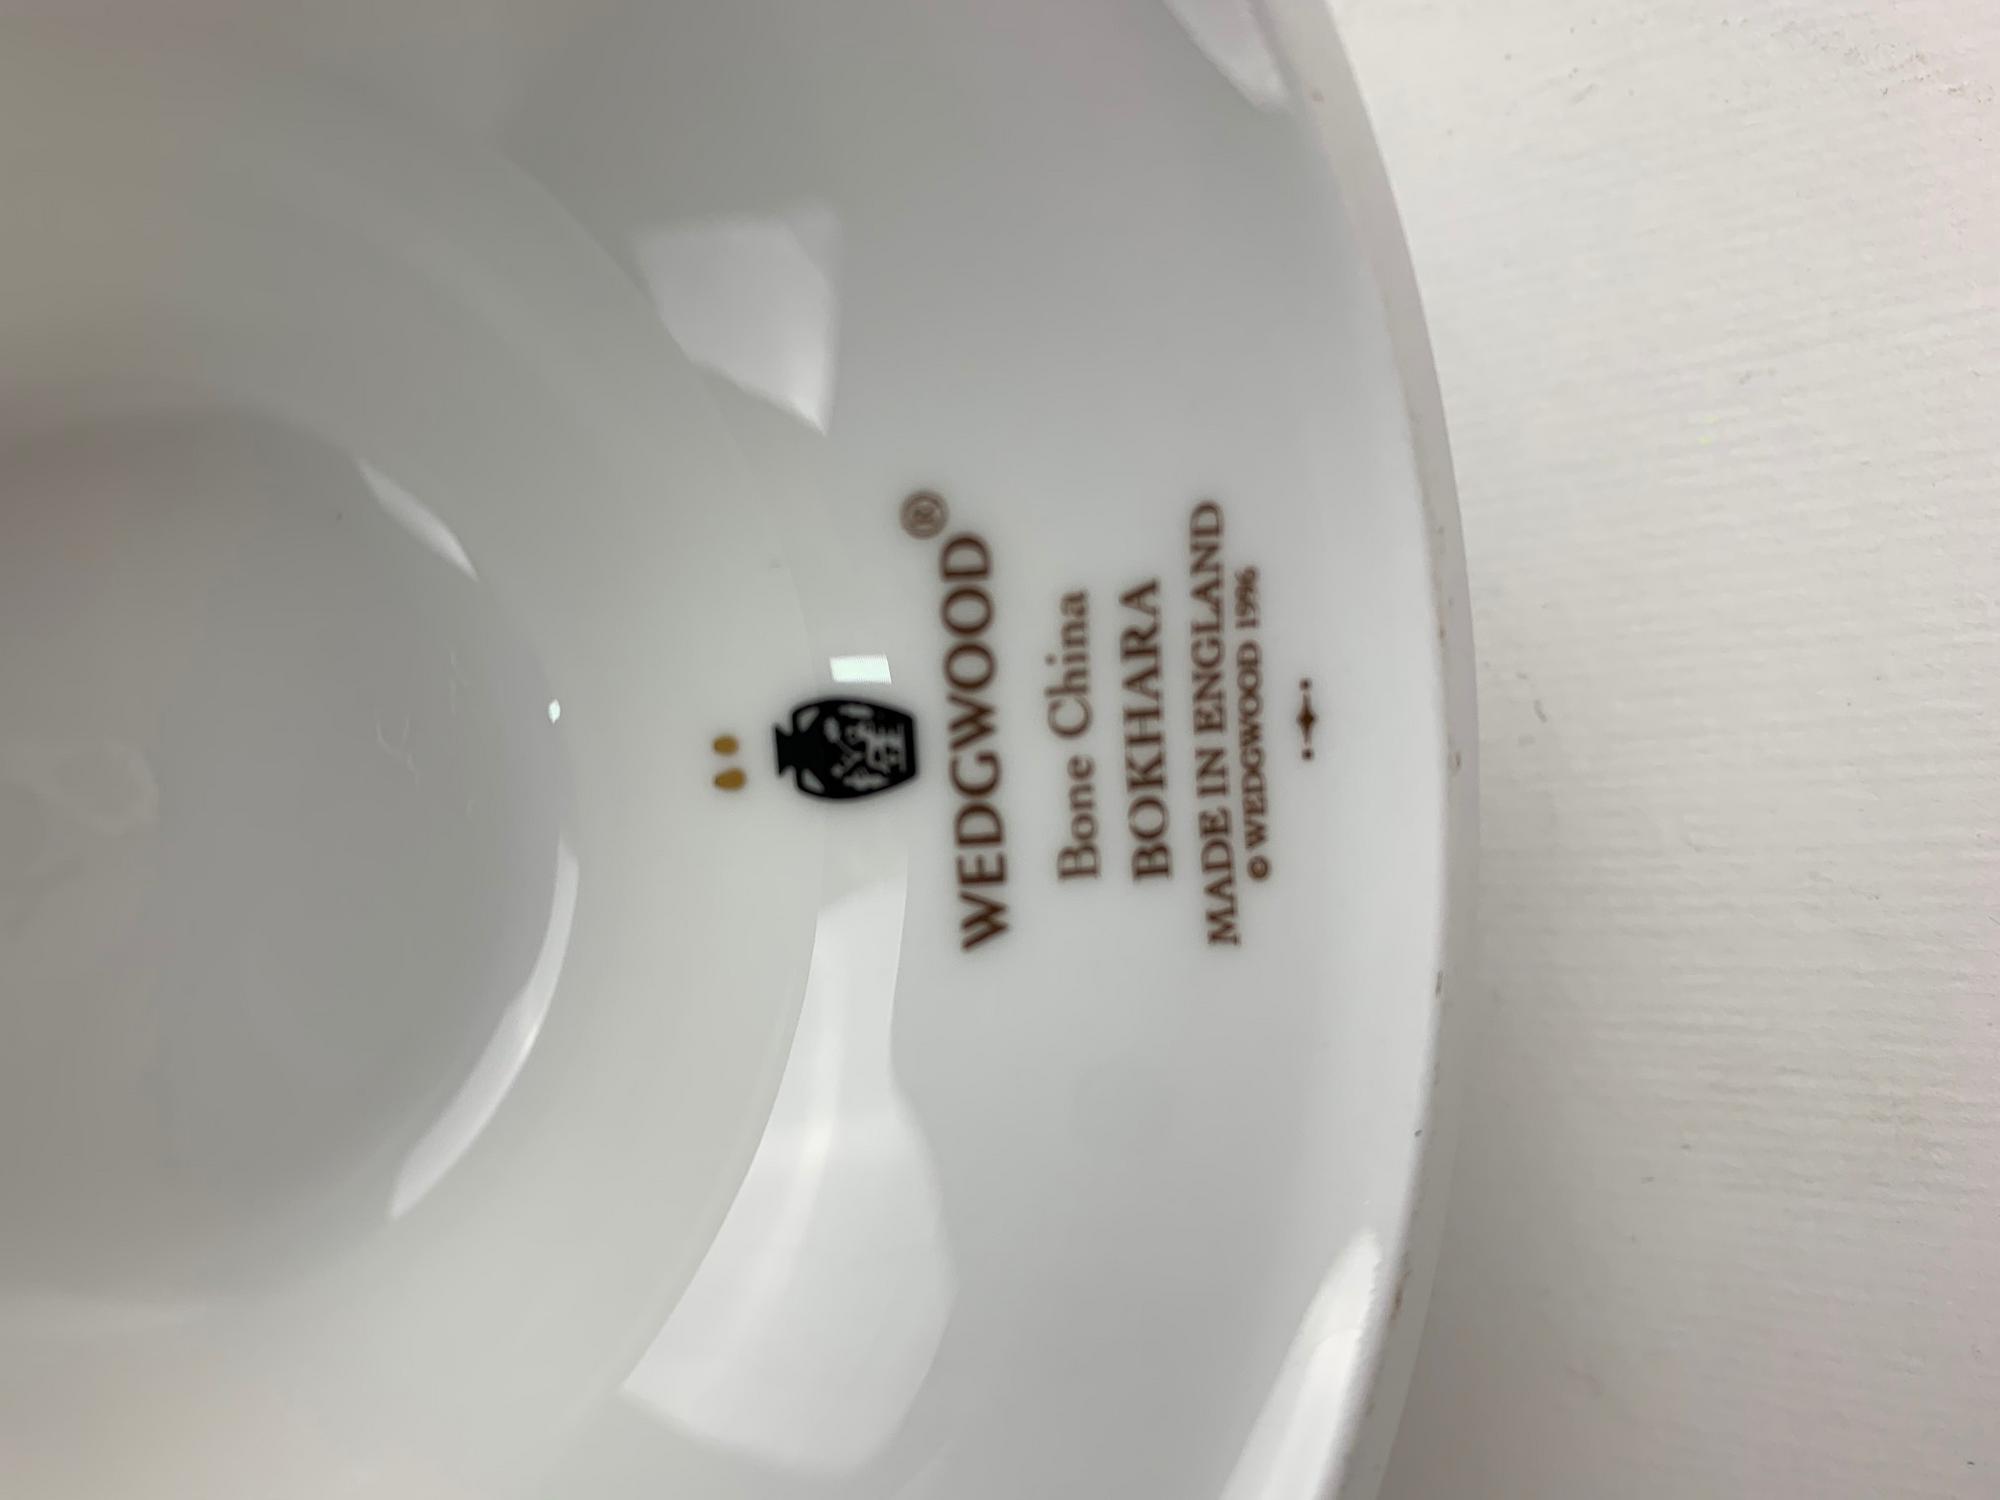 WEDGWOOD®
Bone China
BOKHARA
MADE IN ENGLAND
© WEDGWOOD 1996